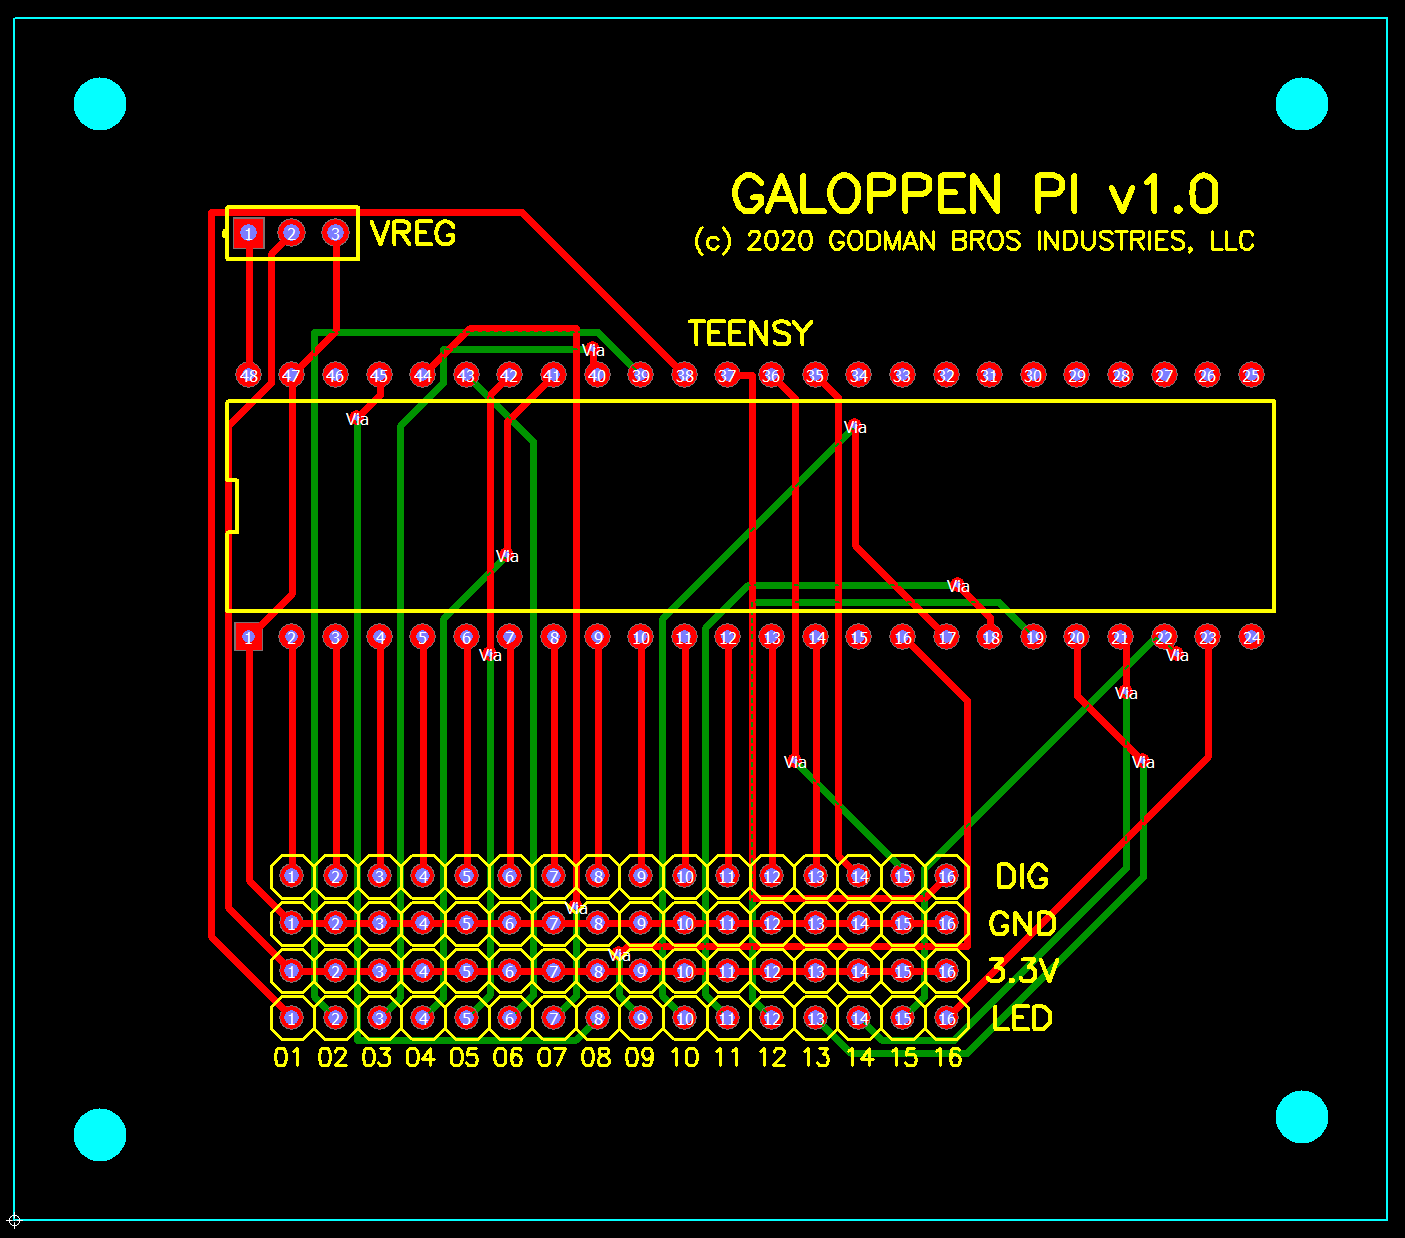 GALOPPEN PI v1.0
1 2 3 VREG
(c) 2020 GODMAN BROS INDUSTRIES, LLC
TEENSY
Via
48 47 46 45 44 43 42 41 40 39 38 37 36 35 34 33 32 31 30 29 28 27 26 25
Via
Via
Via
Via
1 2 3 4 5 6 7 8 9 10 11 12 13 14 15 16 17 18 19 20 21 22 23 24
Via
Via
Via
Via
Via
1 2 3 4 5 6 7 8 9 10 11 12 13 14 15 16 DIG
Via
1 2 3 4 5 6 7 8 9 10 11 12 13 14 15 16 GND
Via
1 2 3 4 5 6 7 8 9 10 11 12 13 14 15 16 3.3V
1 2 3 4 5 6 7 8 9 10 11 12 13 14 15 16 LED
01 02 03 04 05 06 07 08 09 10 11 12 13 14 15 16